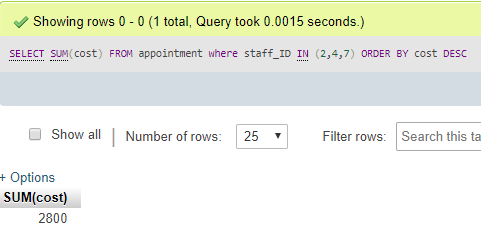 Showing rows 0 - 0 (1 total, Query took 0.0015 seconds.)
SELECT SUM(cost) FROM appointment where staff_ID IN (2,4,7) ORDER BY cost DESC
Show all | Number of rows: 25 Filter rows: Search this ta
+ Options
SUM(cost)
2800